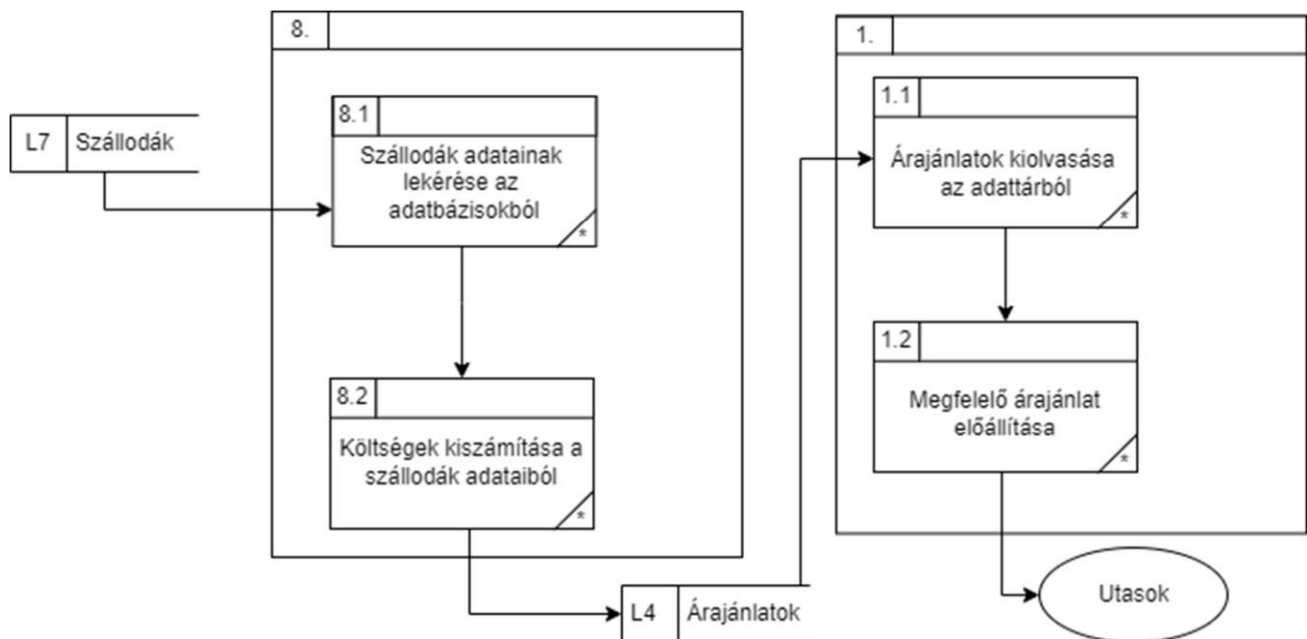 8.
8.1
Szállodák adatainak
lekérése az
adatbázisokból
*
L7 Szállodák
8.2
Költségek kiszámítása a
szállodák adataiból
*
L4 Árajánlatok
1.
1.1
Árajánlatok kiolvasása
az adattárból
*
1.2
Megfelelő árajánlat
előállítása
*
Utasok